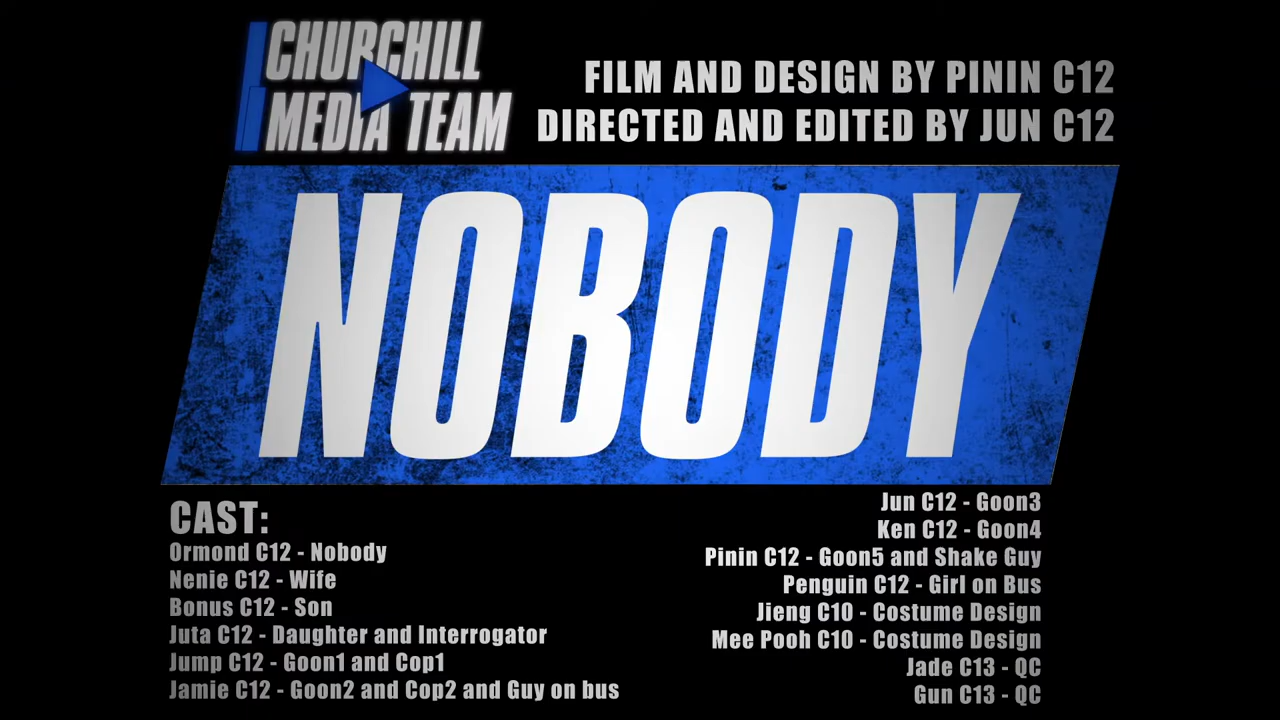 CHURCHILL
MEDIA TEAM
FILM AND DESIGN BY PININ C12
DIRECTED AND EDITED BY JUN C12
NOBODY
CAST:
Ormond C12 - Nobody
Nenie C12 - Wife
Bonus C12 - Son
Juta C12 - Daughter and Interrogator
Jump C12 - Goon1 and Cop1
Jamie C12 - Goon2 and Cop2 and Guy on bus
Jun C12 - Goon3
Ken C12 - Goon4
Pinin C12 - Goon5 and Shake Guy
Penguin C12 - Girl on Bus
Jieng C10 - Costume Design
Mee Pooh C10 - Costume Design
Jade C13 - QC
Gun C13 - QC